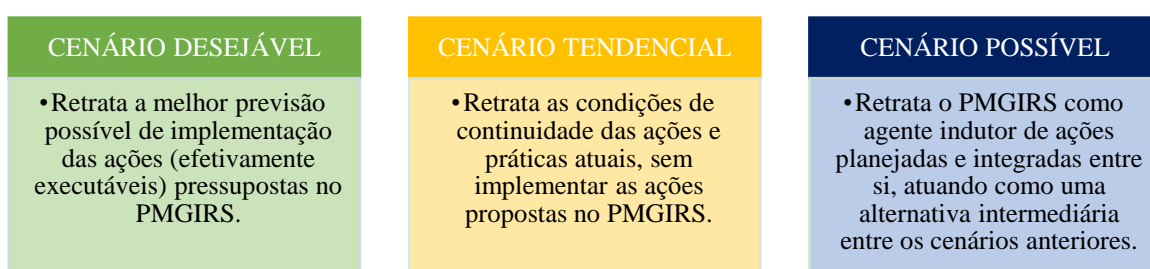 CENÁRIO DESEJÁVEL
•Retrata a melhor previsão
possível de implementação
das ações (efetivamente
executáveis) pressupostas no
PMGIRS.
CENÁRIO TENDENCIAL
•Retrata as condições de
continuidade das ações e
práticas atuais, sem
implementar as ações
propostas no PMGIRS.
CENÁRIO POSSÍVEL
•Retrata o PMGIRS como
agente indutor de ações
planejadas e integradas entre
si, atuando como uma
alternativa intermediária
entre os cenários anteriores.